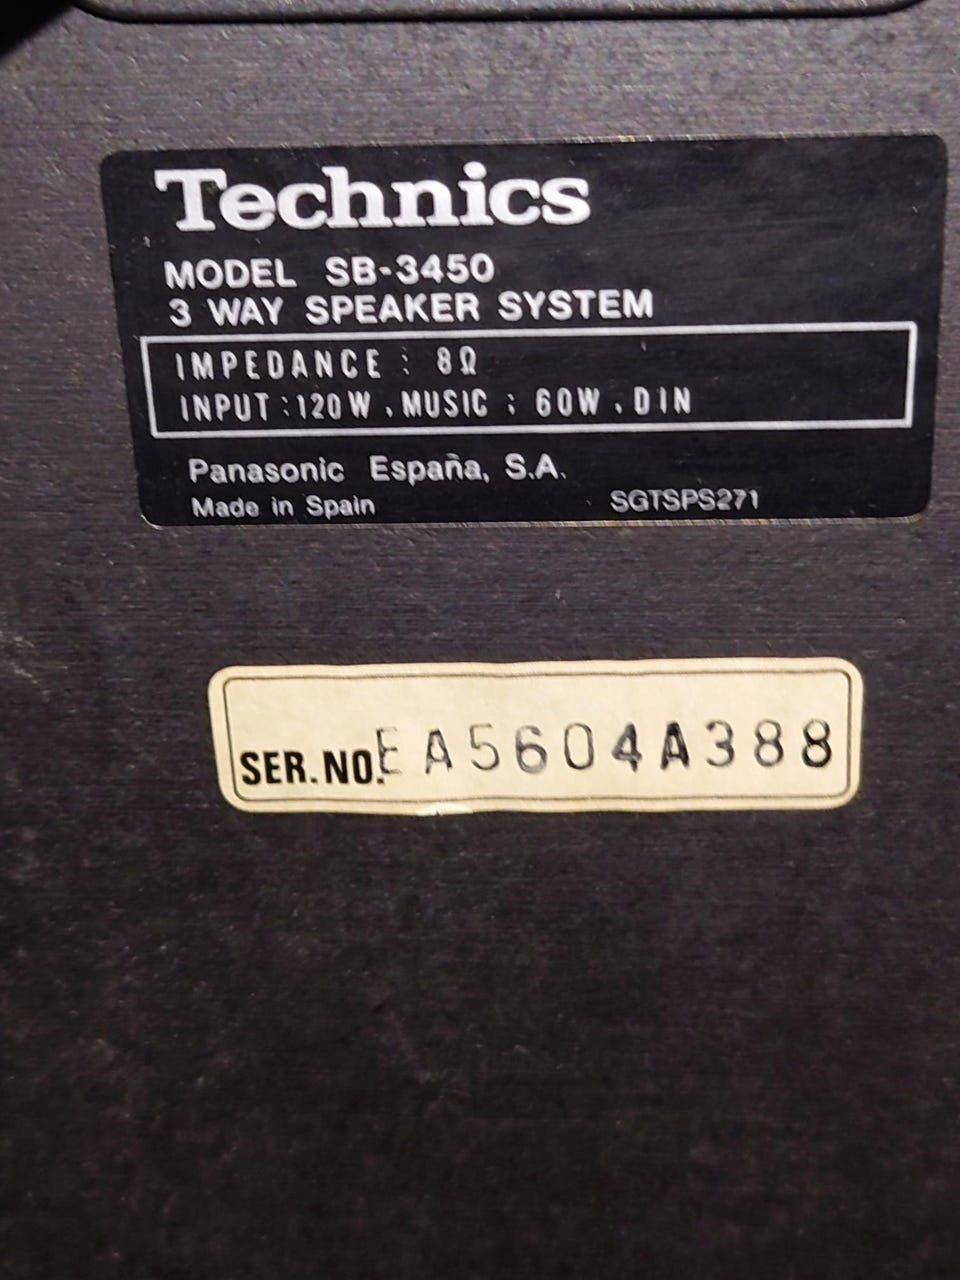 Technics
MODEL SB-3450
3 WAY SPEAKER SYSTEM
IMPEDANCE : 8Ω
INPUT : 120W , MUSIC ; 60W , DIN
Panasonic España, S.A.
Made in Spain SGTSPS271
SER. NO. EA5604A388